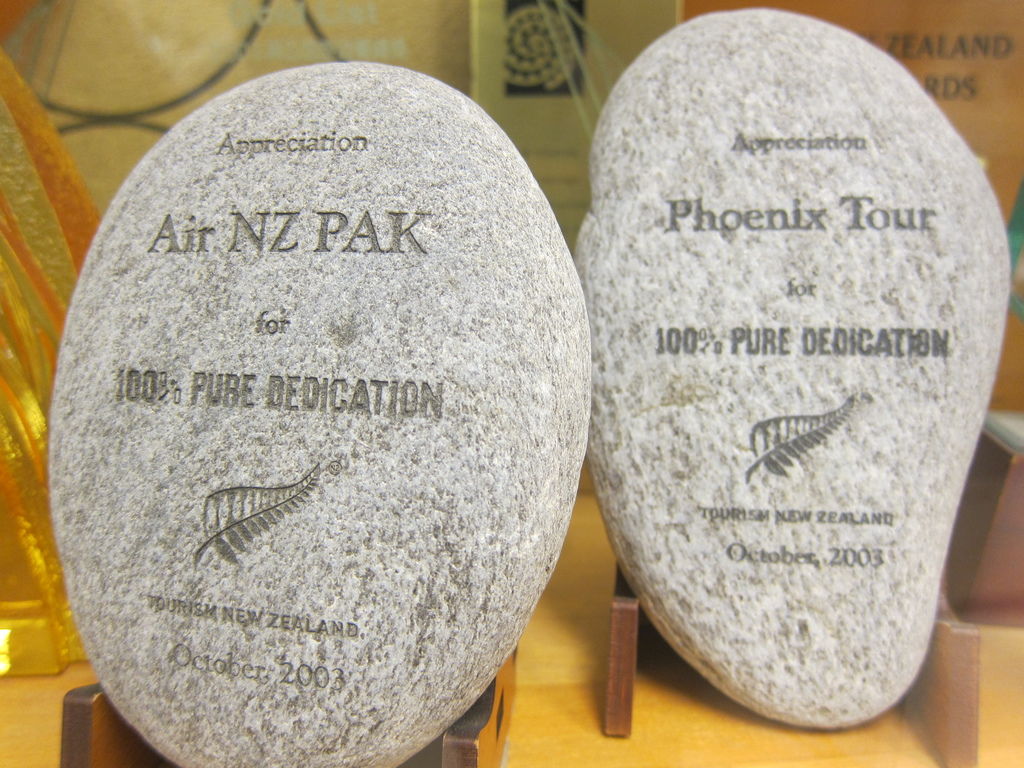 Appreciation
Air NZ PAK
for
100% PURE DEDICATION
®
TOURISM NEW ZEALAND
October, 2003
Appreciation
Phoenix Tour
for
100% PURE DEDICATION
TOURISM NEW ZEALAND
October, 2003
ZEALAND